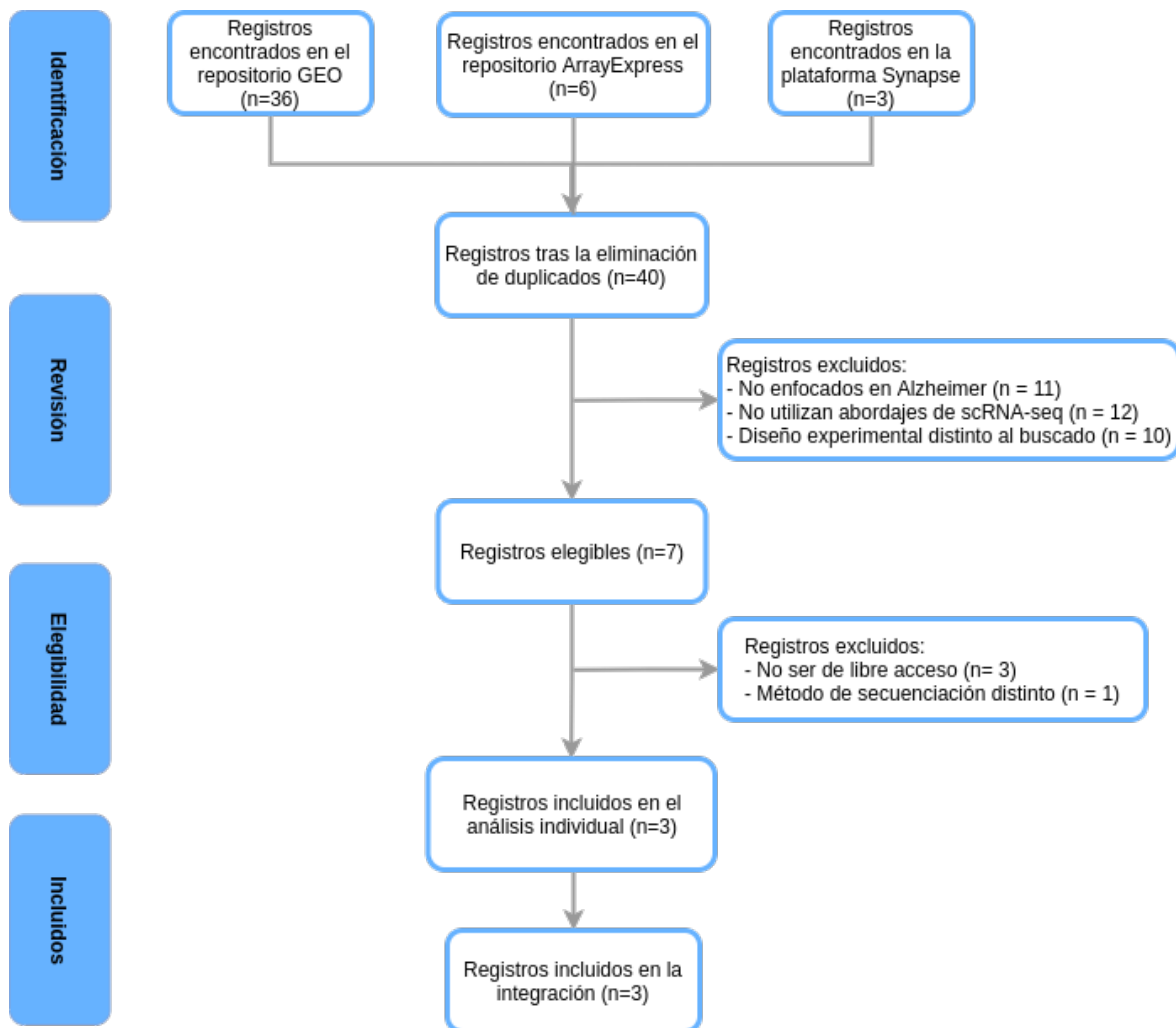 Identificación
Registros
encontrados en el
repositorio GEO
(n=36)
Registros encontrados en el
repositorio ArrayExpress
(n=6)
Registros
encontrados en la
plataforma Synapse
(n=3)
Registros tras la eliminación
de duplicados (n=40)
Revisión
Registros excluidos:
- No enfocados en Alzheimer (n = 11)
- No utilizan abordajes de scRNA-seq (n = 12)
- Diseño experimental distinto al buscado (n = 10)
Registros elegibles (n=7)
Elegibilidad
Registros excluidos:
- No ser de libre acceso (n= 3)
- Método de secuenciación distinto (n = 1)
Registros incluidos en el
análisis individual (n=3)
Incluidos
Registros incluidos en la
integración (n=3)